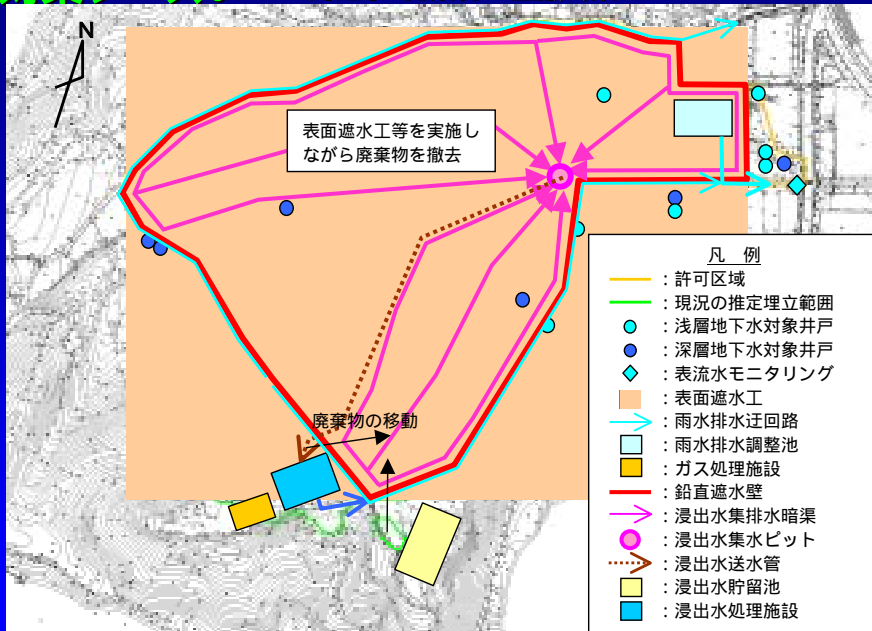 N
表面遮水工等を実施し
ながら廃棄物を撤去
廃棄物の移動
凡 例
：許可区域
：現況の推定埋立範囲
：浅層地下水対象井戸
：深層地下水対象井戸
：表流水モニタリング
：表面遮水工
：雨水排水迂回路
：雨水排水調整池
：ガス処理施設
：鉛直遮水壁
：浸出水集排水暗渠
：浸出水集水ピット
：浸出水送水管
：浸出水貯留池
：浸出水処理施設